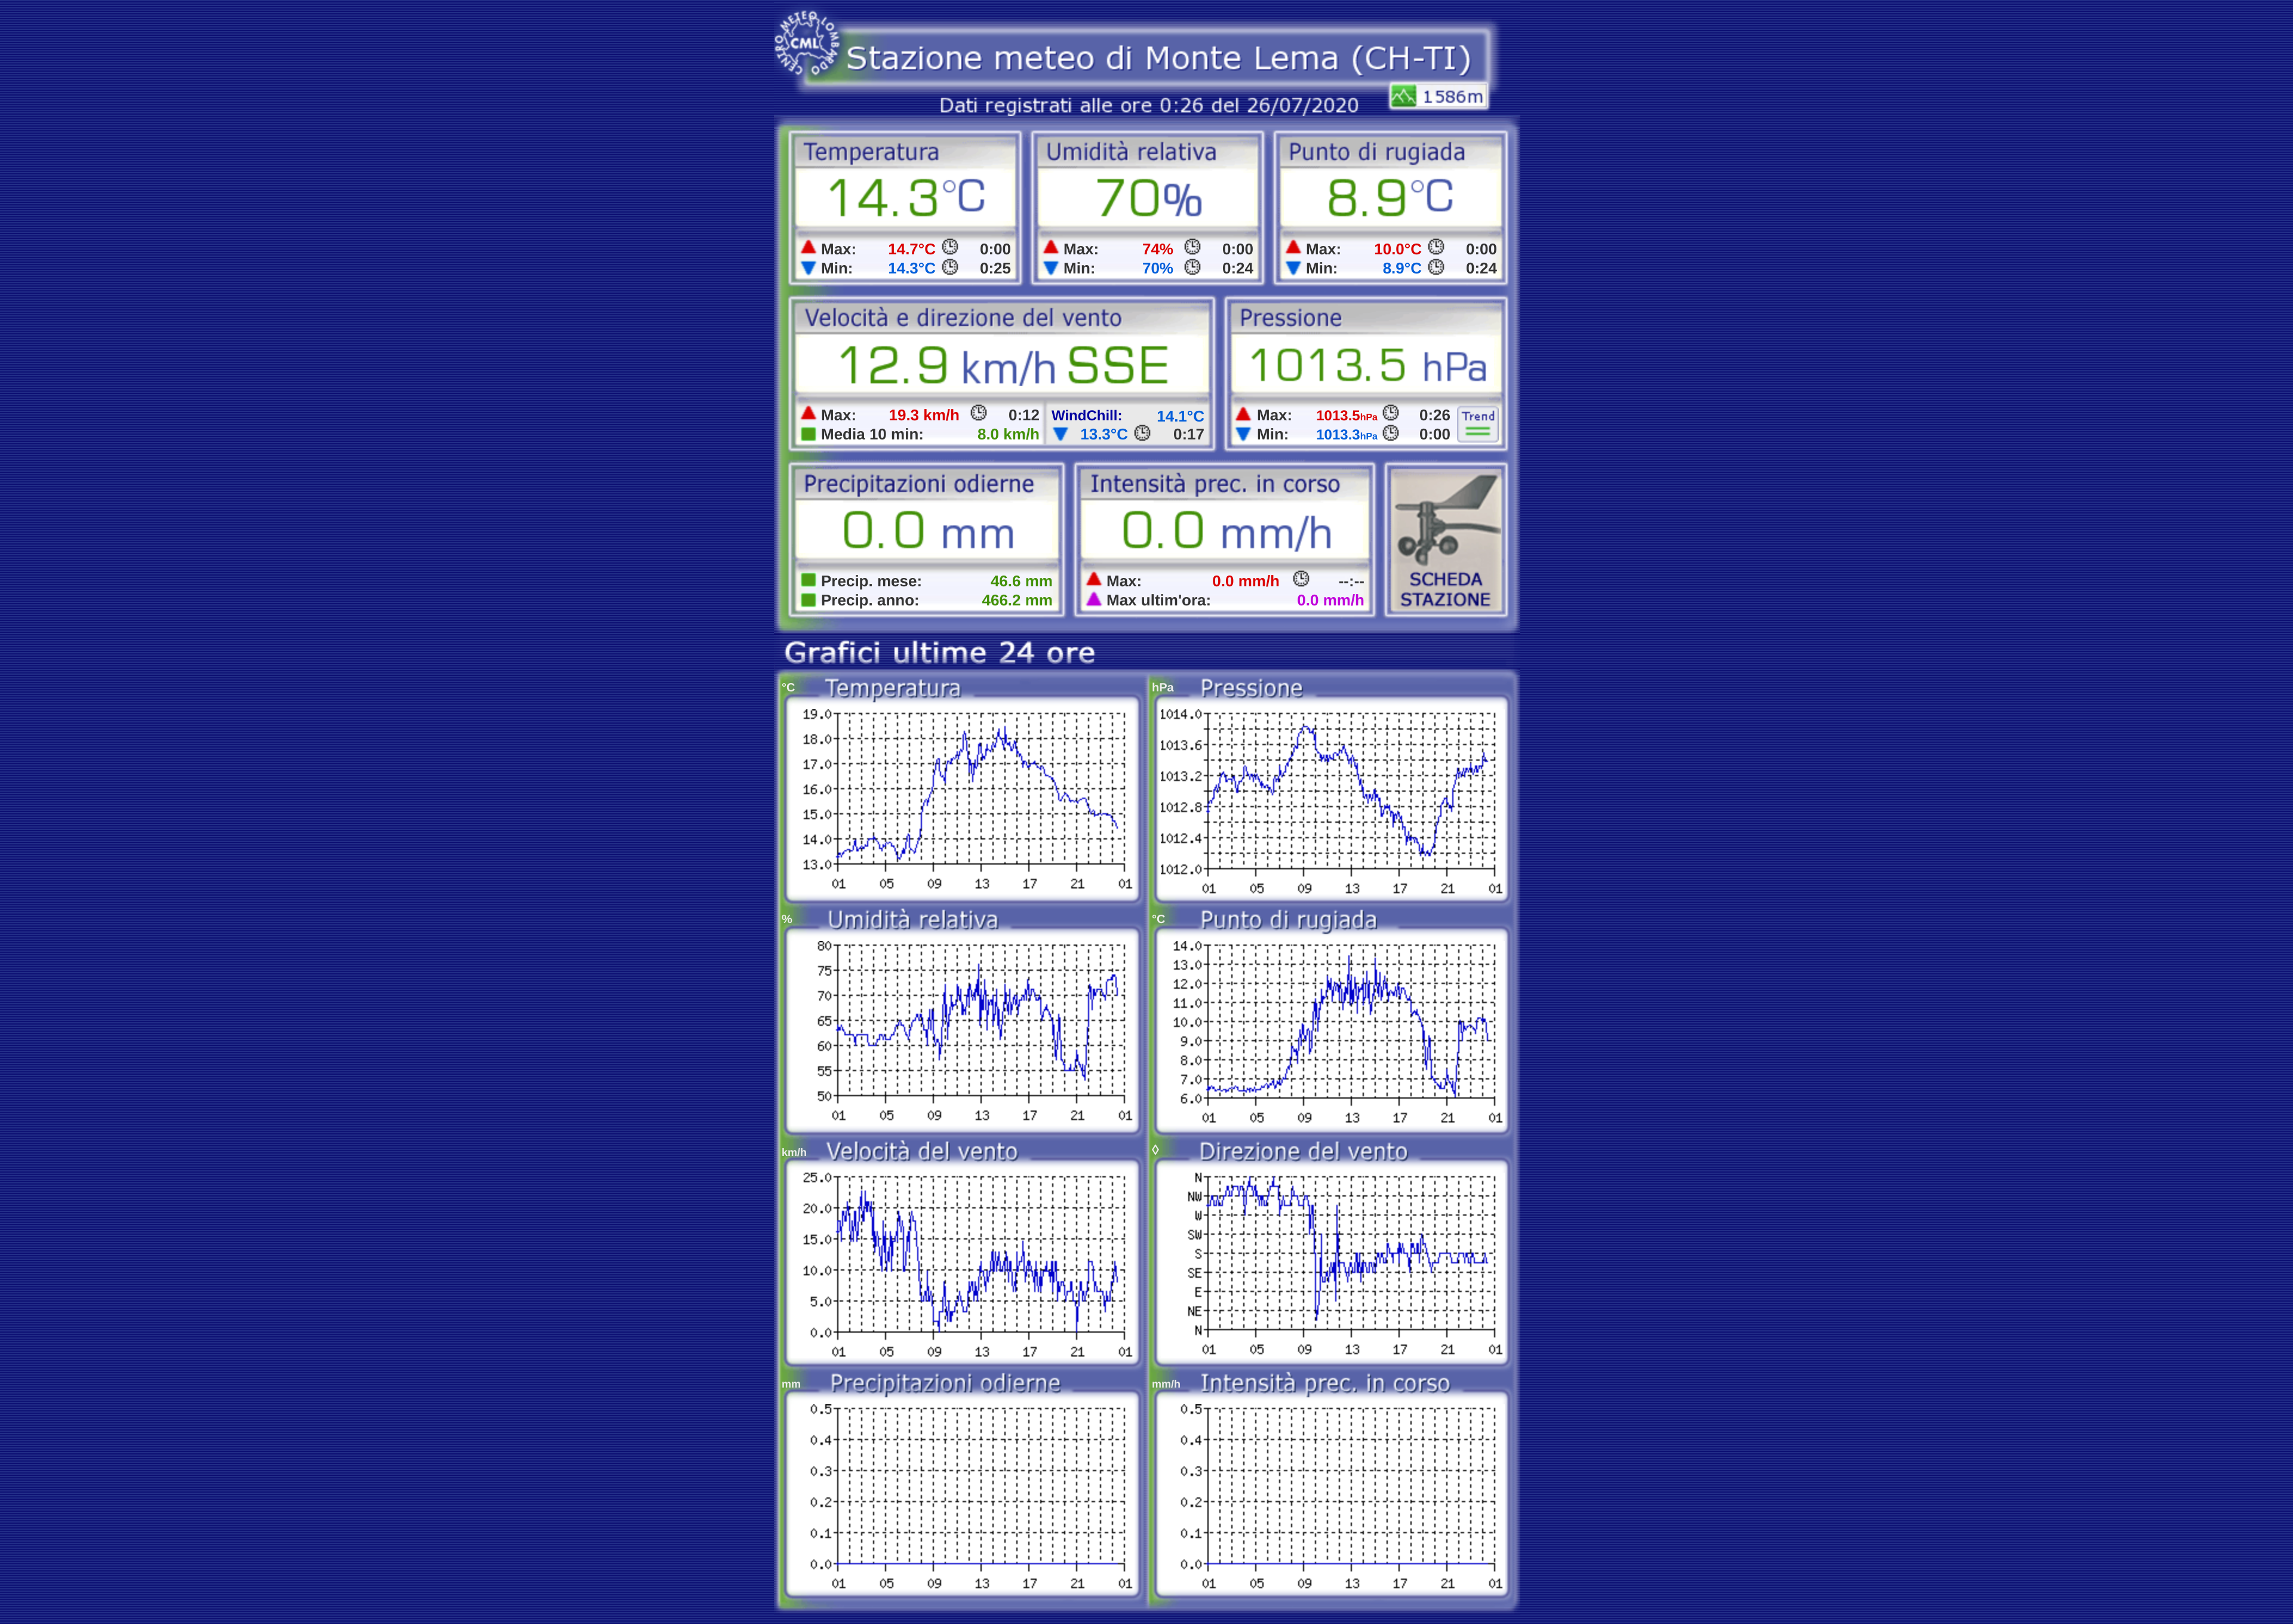 CENTRO METEO LOMBARDO
CML
Stazione meteo di Monte Lema (CH-TI)
1586m
Dati registrati alle ore 0:26 del 26/07/2020
Temperatura
14.3°C
Max: 14.7°C 0:00
Min: 14.3°C 0:25
Umidità relativa
70%
Max: 74% 0:00
Min: 70% 0:24
Punto di rugiada
8.9°C
Max: 10.0°C 0:00
Min: 8.9°C 0:24
Velocità e direzione del vento
12.9 km/h SSE
Max: 19.3 km/h 0:12
Media 10 min: 8.0 km/h
WindChill: 14.1°C
13.3°C 0:17
Pressione
1013.5 hPa
Max: 1013.5hPa 0:26
Min: 1013.3hPa 0:00
Trend
Precipitazioni odierne
0.0 mm
Precip. mese: 46.6 mm
Precip. anno: 466.2 mm
Intensità prec. in corso
0.0 mm/h
Max: 0.0 mm/h --:--
Max ultim'ora: 0.0 mm/h
SCHEDA
STAZIONE
Grafici ultime 24 ore
°C Temperatura
19.0
18.0
17.0
16.0
15.0
14.0
13.0
01 05 09 13 17 21 01
hPa Pressione
1014.0
1013.6
1013.2
1012.8
1012.4
1012.0
01 05 09 13 17 21 01
% Umidità relativa
80
75
70
65
60
55
50
01 05 09 13 17 21 01
°C Punto di rugiada
14.0
13.0
12.0
11.0
10.0
9.0
8.0
7.0
6.0
01 05 09 13 17 21 01
km/h Velocità del vento
25.0
20.0
15.0
10.0
5.0
0.0
01 05 09 13 17 21 01
◊ Direzione del vento
N
NW
W
SW
S
SE
E
NE
N
01 05 09 13 17 21 01
mm Precipitazioni odierne
0.5
0.4
0.3
0.2
0.1
0.0
01 05 09 13 17 21 01
mm/h Intensità prec. in corso
0.5
0.4
0.3
0.2
0.1
0.0
01 05 09 13 17 21 01